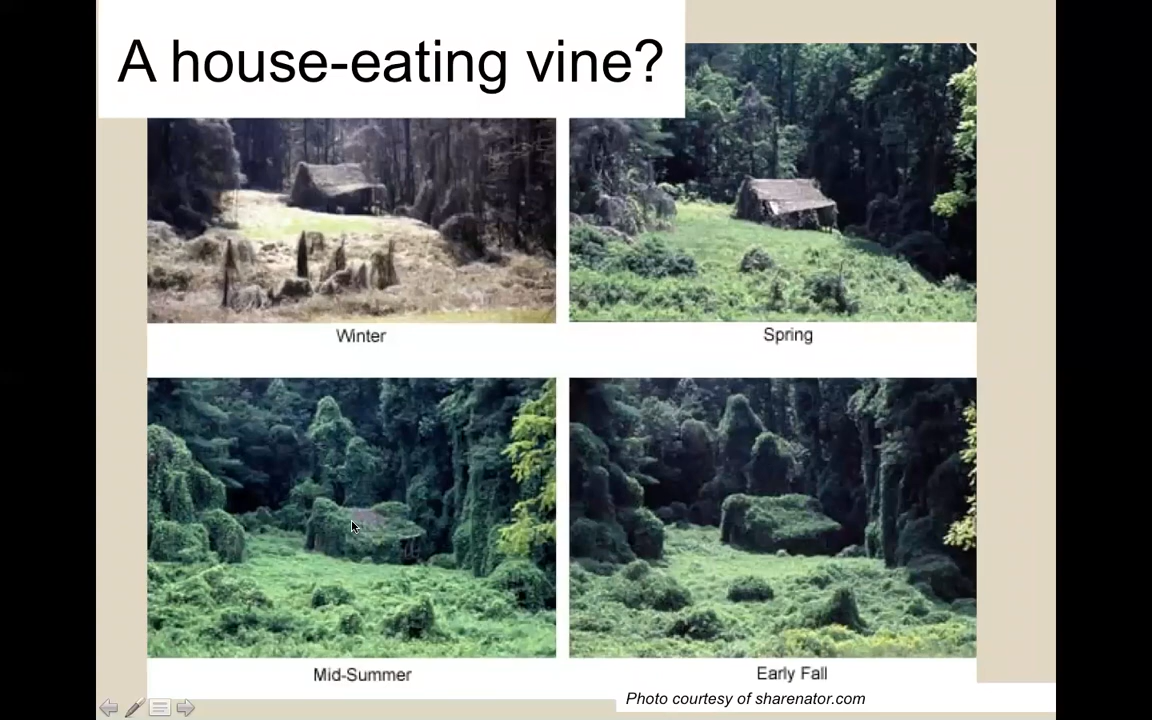 A house-eating vine?
Winter
Spring
Mid-Summer
Early Fall
Photo courtesy of sharenator.com